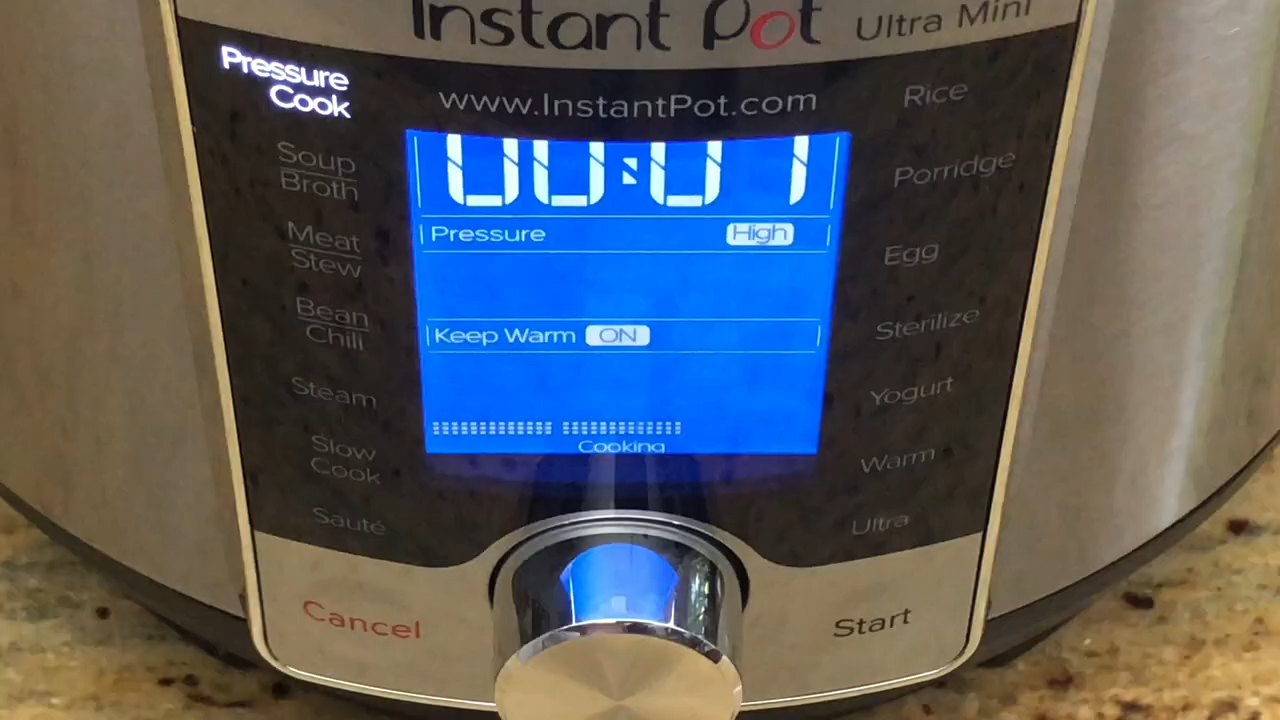 Instant Pot Ultra Mini
www.InstantPot.com
Pressure
Cook
Soup
Broth
Meat
Stew
Bean
Chili
Steam
Slow
Cook
Sauté
00:01
Pressure High
Keep Warm ON
Cooking
Rice
Porridge
Egg
Sterilize
Yogurt
Warm
Ultra
Cancel
Start